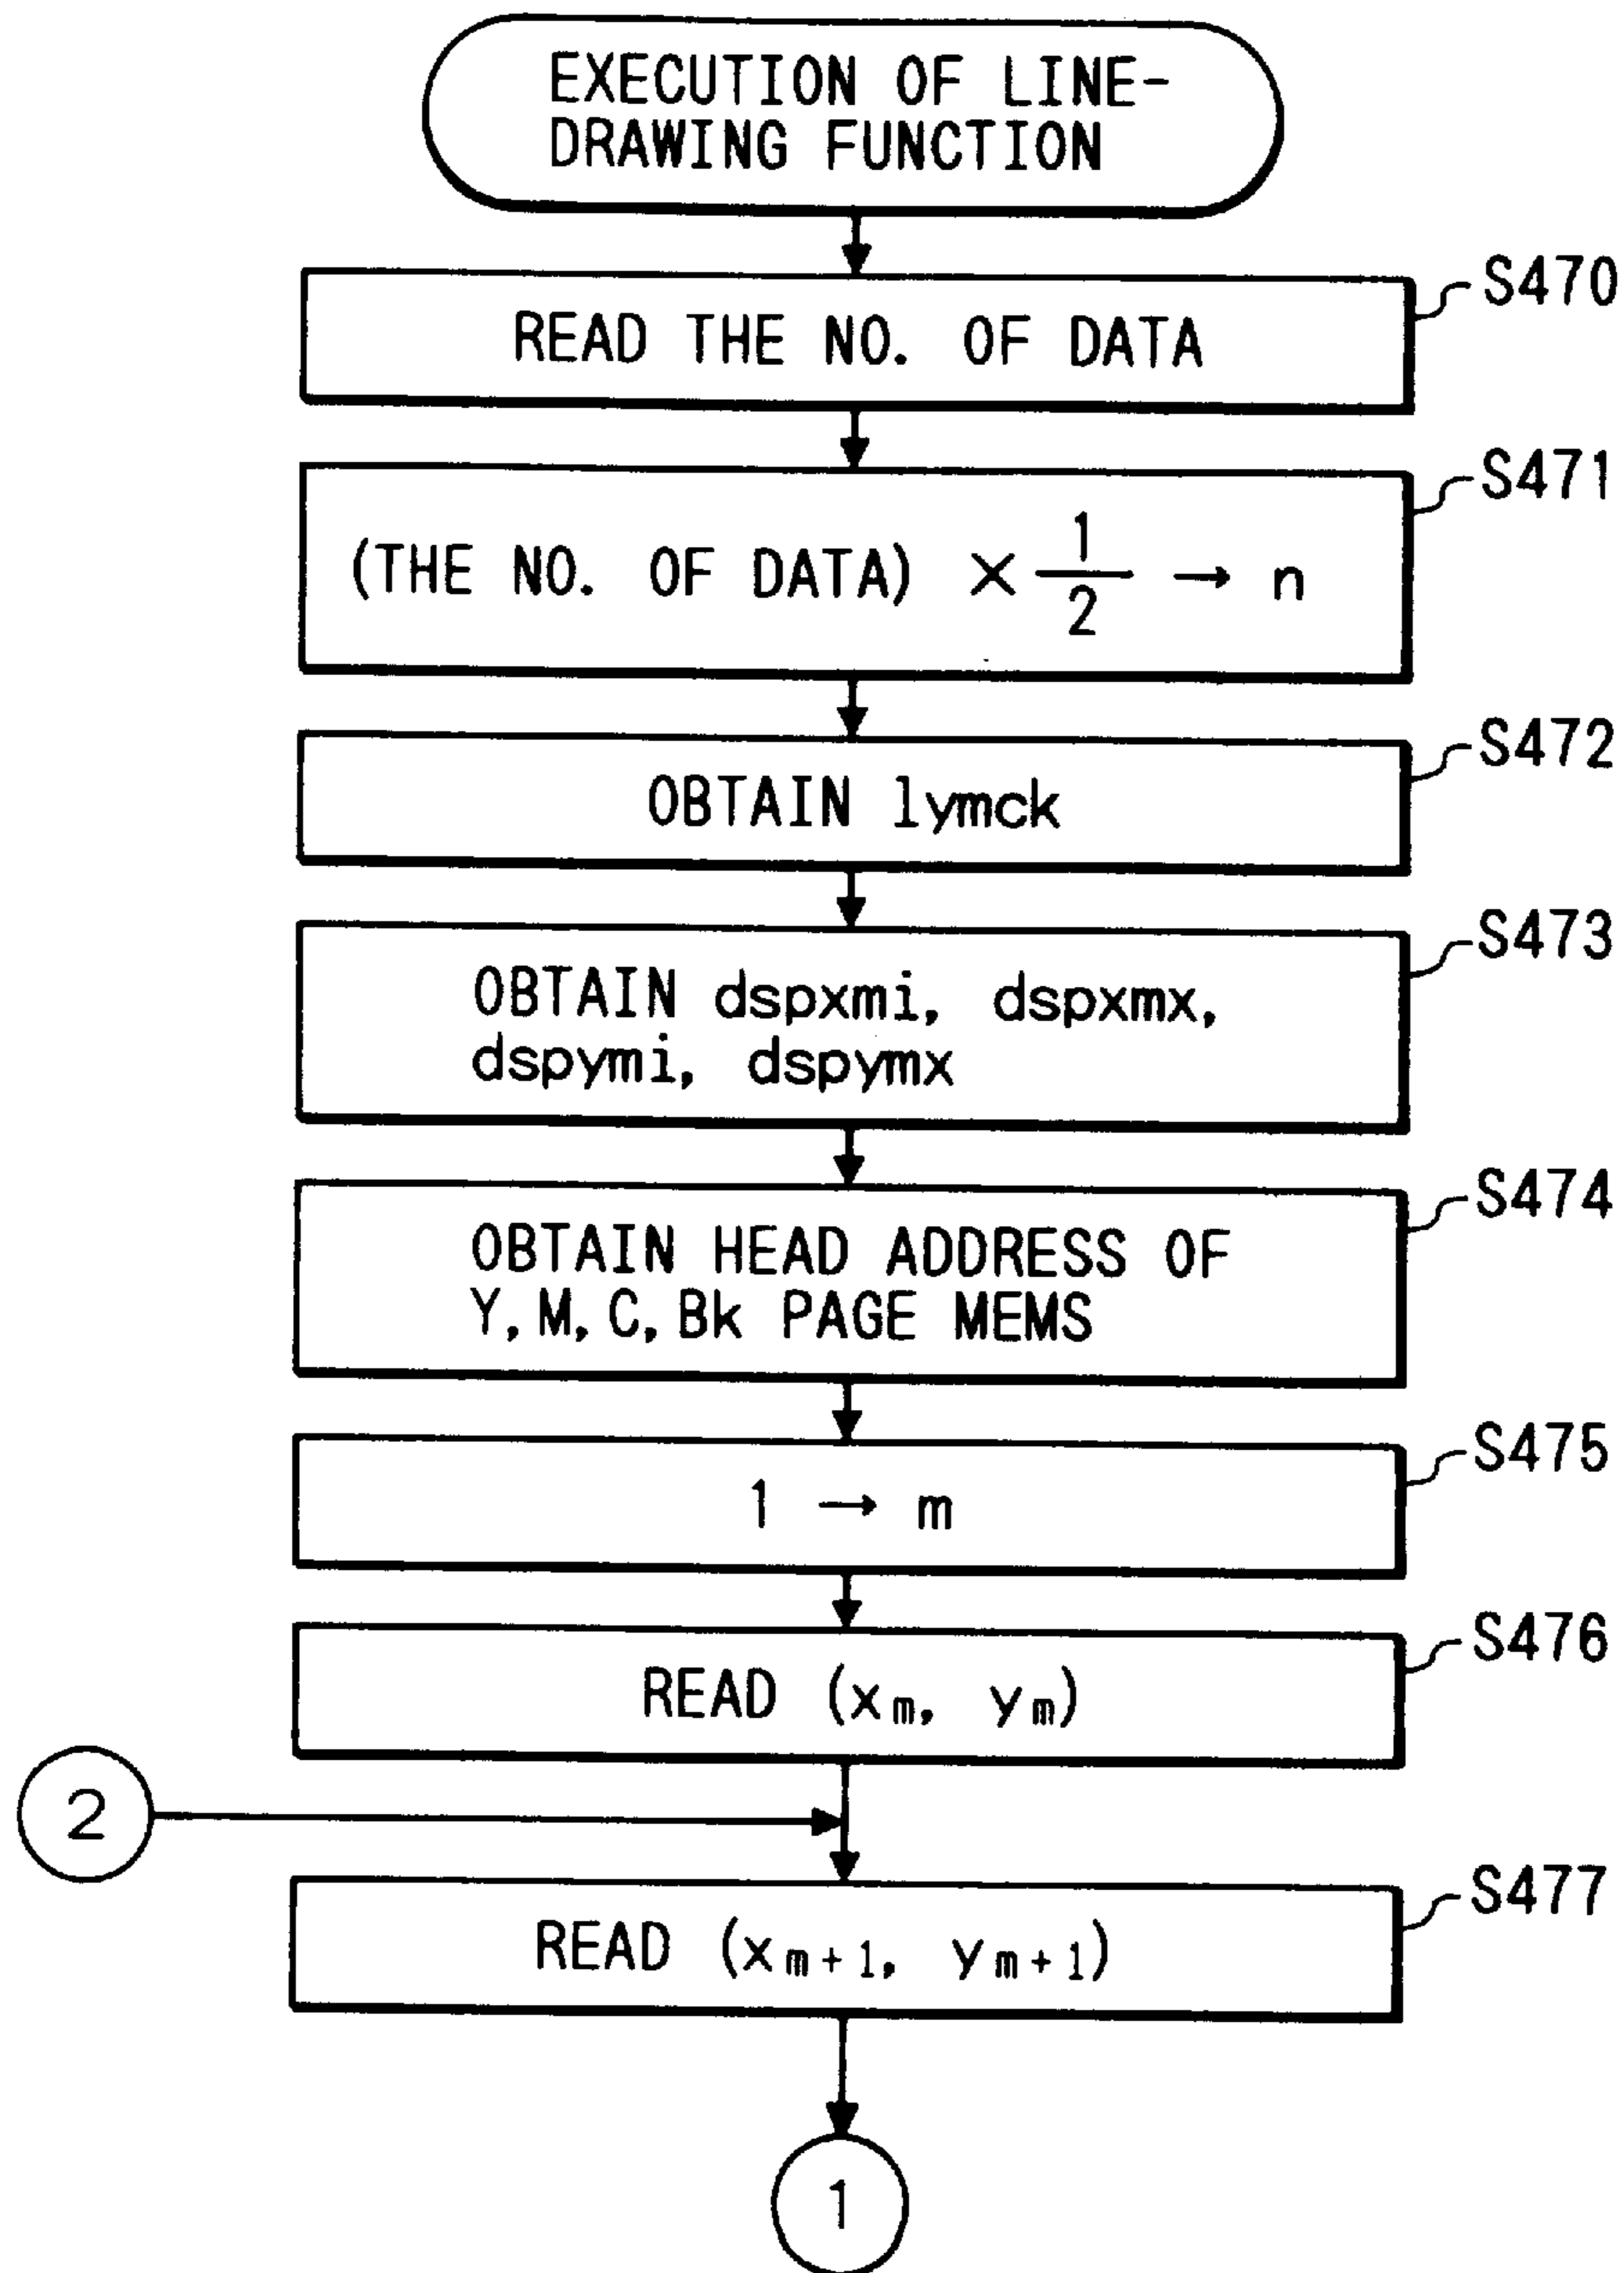 EXECUTION OF LINE-
DRAWING FUNCTION
S470
READ THE NO. OF DATA
S471
(THE NO. OF DATA) × 1/2 → n
S472
OBTAIN lymck
S473
OBTAIN dspxmi, dspxmx,
dspymi, dspymx
S474
OBTAIN HEAD ADDRESS OF
Y, M, C, Bk PAGE MEMS
S475
1 → m
S476
READ (xₘ, yₘ)
2
S477
READ (xₘ₊₁, yₘ₊₁)
1